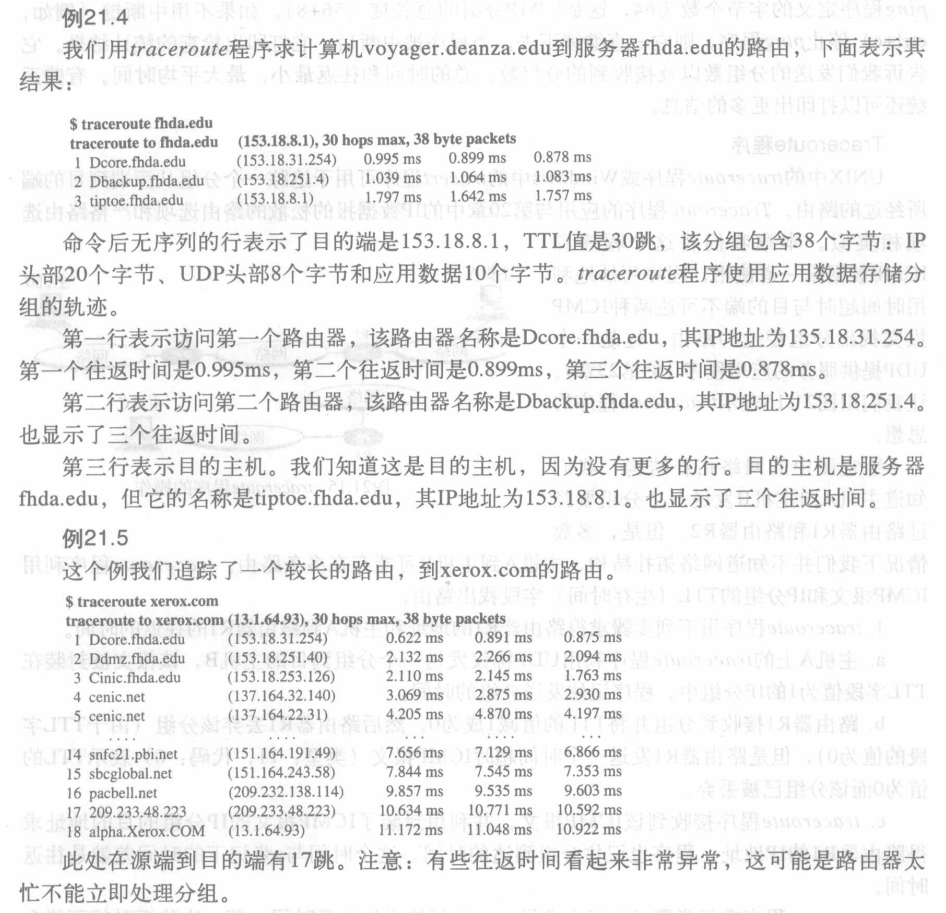 例21.4
我们用traceroute程序求计算机voyager.deanza.edu到服务器fhda.edu的路由，下面表示其
结果：
$ traceroute fhda.edu
traceroute to fhda.edu (153.18.8.1), 30 hops max, 38 byte packets
1 Dcore.fhda.edu (153.18.31.254) 0.995 ms 0.899 ms 0.878 ms
2 Dbackup.fhda.edu (153.18.251.4) 1.039 ms 1.064 ms 1.083 ms
3 tiptoe.fhda.edu (153.18.8.1) 1.797 ms 1.642 ms 1.757 ms
命令后无序列的行表示了目的端是153.18.8.1，TTL值是30跳，该分组包含38个字节：IP
头部20个字节、UDP头部8个字节和应用数据10个字节。traceroute程序使用应用数据存储分
组的轨迹。
第一行表示访问第一个路由器，该路由器名称是Dcore.fhda.edu，其IP地址为135.18.31.254。
第一个往返时间是0.995ms，第二个往返时间是0.899ms，第三个往返时间是0.878ms。
第二行表示访问第二个路由器，该路由器名称是Dbackup.fhda.edu，其IP地址为153.18.251.4。
也显示了三个往返时间。
第三行表示目的主机。我们知道这是目的主机，因为没有更多的行。目的主机是服务器
fhda.edu，但它的名称是tiptoe.fhda.edu，其IP地址为153.18.8.1。也显示了三个往返时间。
例21.5
这个例我们追踪了一个较长的路由，到xerox.com的路由。
$ traceroute xerox.com
traceroute to xerox.com (13.1.64.93), 30 hops max, 38 byte packets
1 Dcore.fhda.edu (153.18.31.254) 0.622 ms 0.891 ms 0.875 ms
2 Ddmz.fhda.edu (153.18.251.40) 2.132 ms 2.266 ms 2.094 ms
3 Cinic.fhda.edu (153.18.253.126) 2.110 ms 2.145 ms 1.763 ms
4 cenic.net (137.164.32.140) 3.069 ms 2.875 ms 2.930 ms
5 cenic.net (137.164.22.31) 4.205 ms 4.870 ms 4.197 ms
… … … … …
14 snfc21.pbi.net (151.164.191.49) 7.656 ms 7.129 ms 6.866 ms
15 sbcglobal.net (151.164.243.58) 7.844 ms 7.545 ms 7.353 ms
16 pacbell.net (209.232.138.114) 9.857 ms 9.535 ms 9.603 ms
17 209.233.48.223 (209.233.48.223) 10.634 ms 10.771 ms 10.592 ms
18 alpha.Xerox.COM (13.1.64.93) 11.172 ms 11.048 ms 10.922 ms
此处在源端到目的端有17跳。注意：有些往返时间看起来非常异常，这可能是路由器太
忙不能立即处理分组。